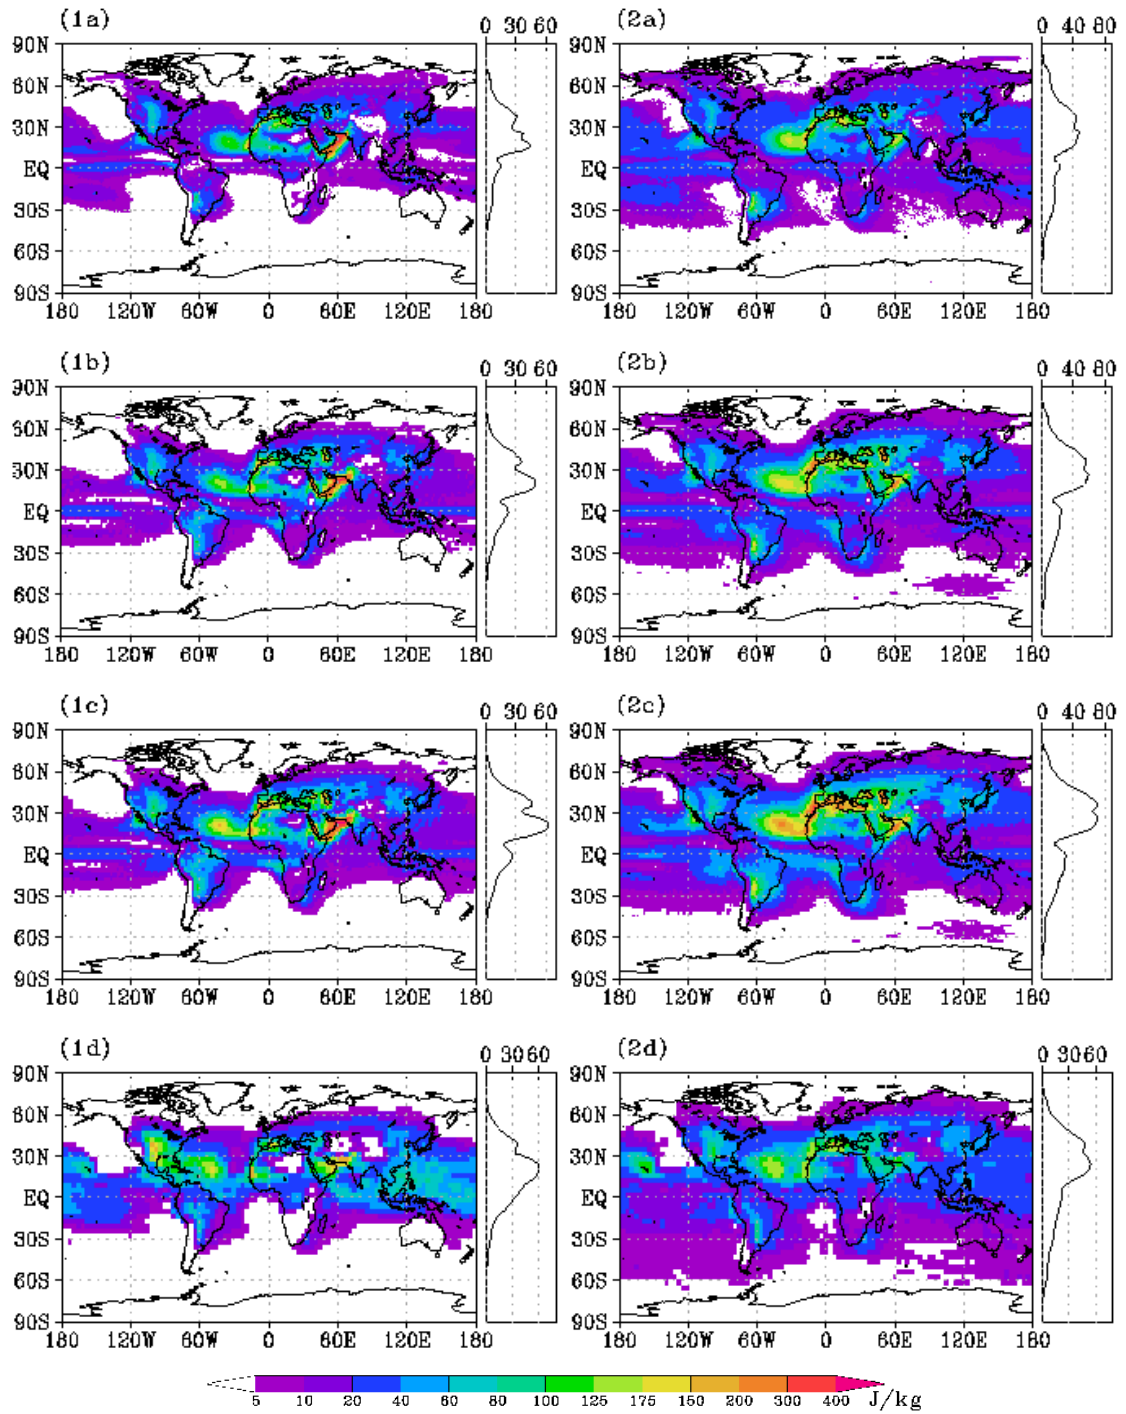 (1a) 0 30 60 (2a) 0 40 80
90N 90N
60N 60N
30N 30N
EQ EQ
30S 30S
60S 60S
90S 90S
180 120W 60W 0 60E 120E 180 180 120W 60W 0 60E 120E 180
(1b) 0 30 60 (2b) 0 40 80
90N 90N
60N 60N
30N 30N
EQ EQ
30S 30S
60S 60S
90S 90S
180 120W 60W 0 60E 120E 180 180 120W 60W 0 60E 120E 180
(1c) 0 30 60 (2c) 0 40 80
90N 90N
60N 60N
30N 30N
EQ EQ
30S 30S
60S 60S
90S 90S
180 120W 60W 0 60E 120E 180 180 120W 60W 0 60E 120E 180
(1d) 0 30 60 (2d) 0 30 60
90N 90N
60N 60N
30N 30N
EQ EQ
30S 30S
60S 60S
90S 90S
180 120W 60W 0 60E 120E 180 180 120W 60W 0 60E 120E 180
5 10 20 40 60 80 100 125 175 150 200 300 400 J/kg